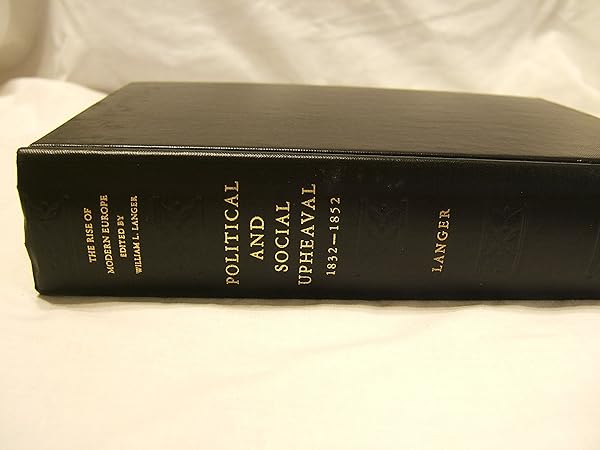 THE RISE OF
MODERN EUROPE
EDITED BY
WILLIAM L. LANGER
POLITICAL
AND
SOCIAL
UPHEAVAL
1832—1852
LANGER